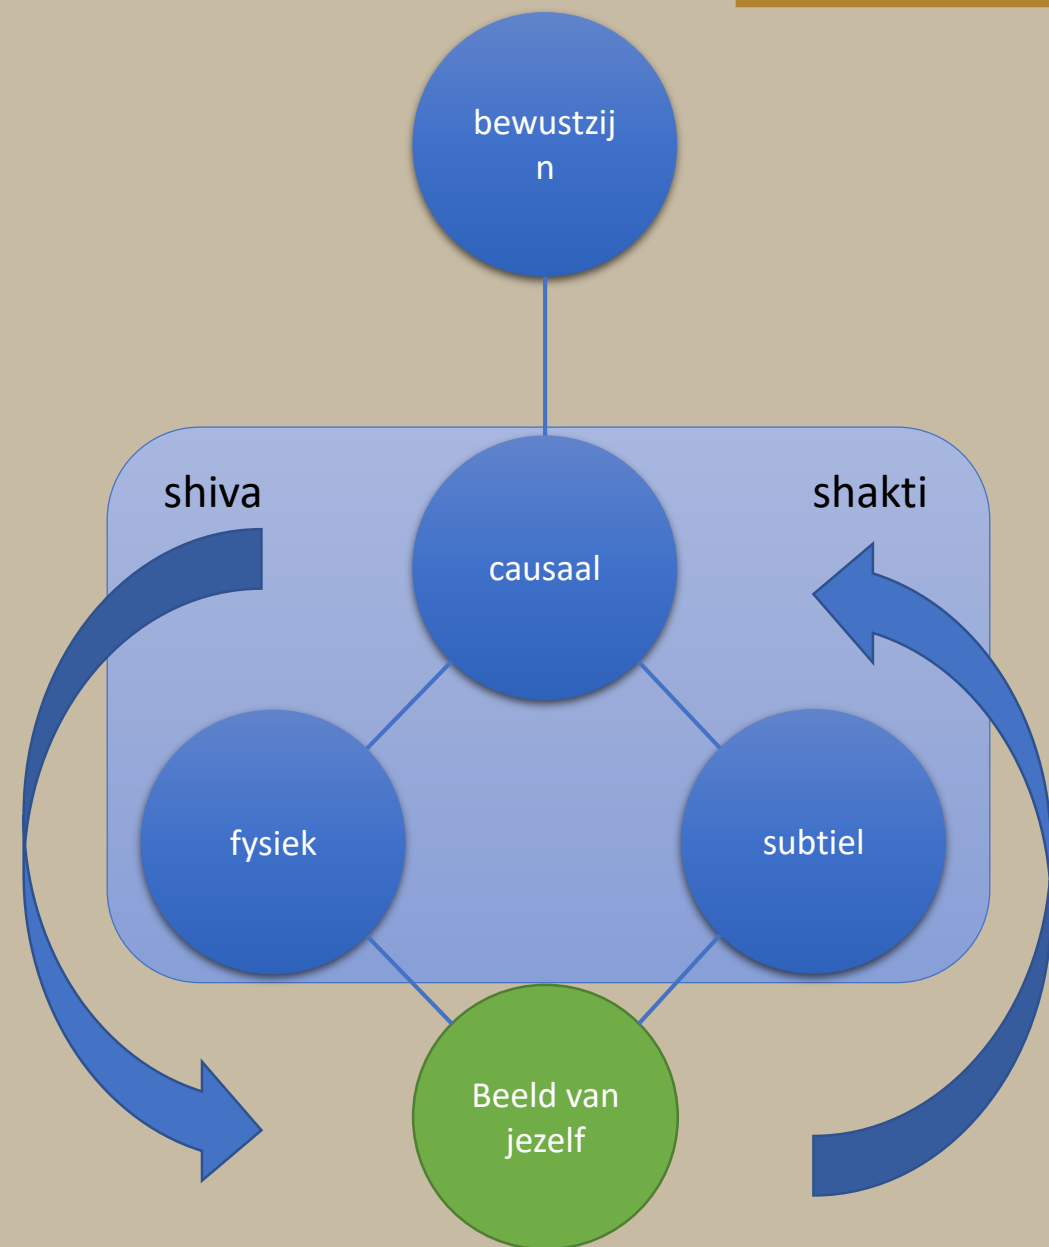 bewustzij
n
shiva
shakti
causaal
fysiek
subtiel
Beeld van
jezelf